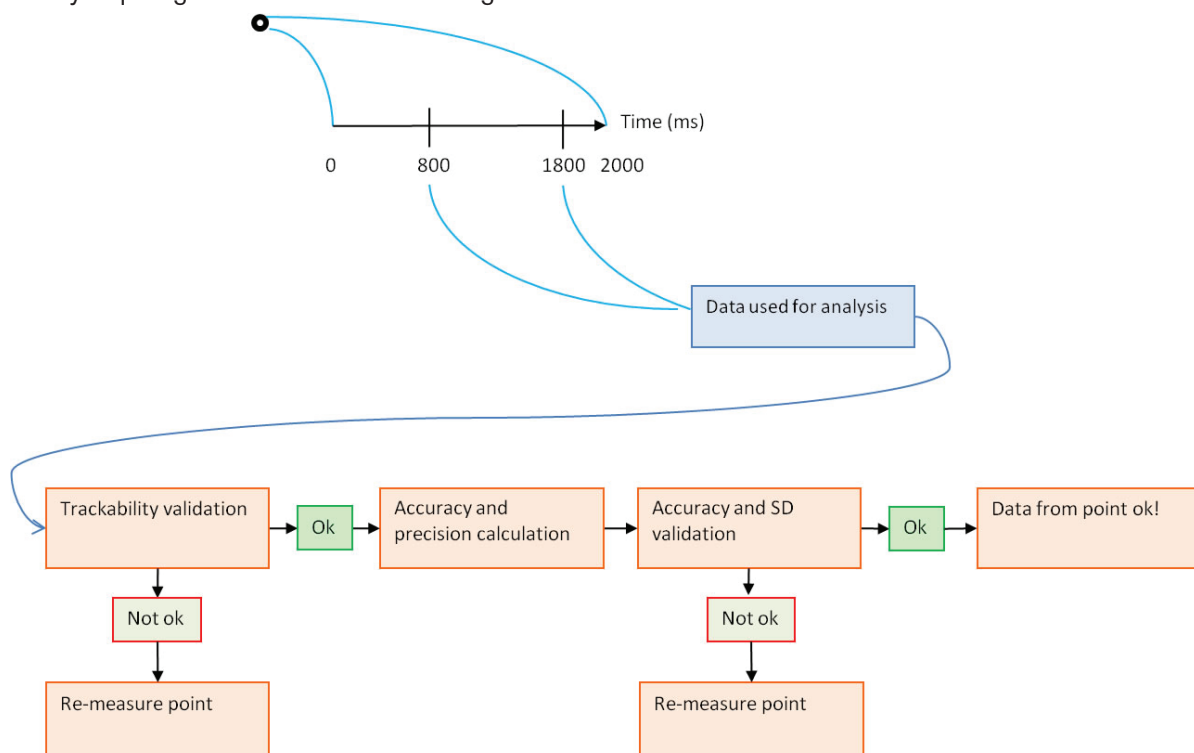 Time (ms)
0 800 1800 2000
Data used for analysis
Trackability validation
Ok
Accuracy and
precision calculation
Accuracy and SD
validation
Ok
Data from point ok!
Not ok
Not ok
Re-measure point
Re-measure point